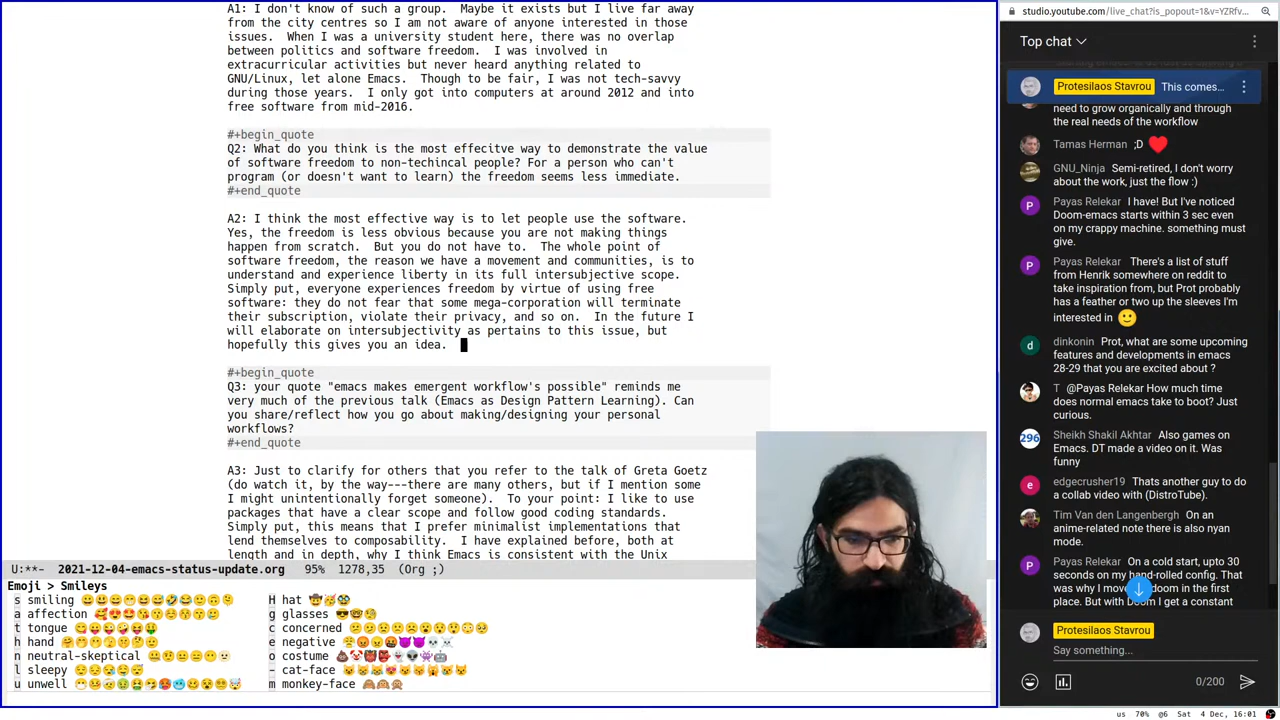 A1: I don't know of such a group.  Maybe it exists but I live far away
from the city centres so I am not aware of anyone interested in those
issues.  When I was a university student here, there was no overlap
between politics and software freedom.  I was involved in
extracurricular activities but never heard anything related to
GNU/Linux, let alone Emacs.  Though to be fair, I was not tech-savvy
during those years.  I only got into computers at around 2012 and into
free software from mid-2016.
#+begin_quote
Q2: What do you think is the most effecitve way to demonstrate the value
of software freedom to non-techincal people? For a person who can't
program (or doesn't want to learn) the freedom seems less immediate.
#+end_quote
A2: I think the most effective way is to let people use the software.
Yes, the freedom is less obvious because you are not making things
happen from scratch.  But you do not have to.  The whole point of
software freedom, the reason we have a movement and communities, is to
understand and experience liberty in its full intersubjective scope.
Simply put, everyone experiences freedom by virtue of using free
software: they do not fear that some mega-corporation will terminate
their subscription, violate their privacy, and so on.  In the future I
will elaborate on intersubjectivity as pertains to this issue, but
hopefully this gives you an idea.
#+begin_quote
Q3: your quote "emacs makes emergent workflow's possible" reminds me
very much of the previous talk (Emacs as Design Pattern Learning). Can
you share/reflect how you go about making/designing your personal
workflows?
#+end_quote
A3: Just to clarify for others that you refer to the talk of Greta Goetz
(do watch it, by the way---there are many others, but if I mention some
I might unintentionally forget someone).  To your point: I like to use
packages that have a clear scope and follow good coding standards.
Simply put, this means that I prefer minimalist implementations that
lend themselves to composability.  I have explained before, both at
length and in depth, why I think Emacs is consistent with the Unix
U:**-  2021-12-04-emacs-status-update.org  95%  1278,35  (Org ;)
Emoji > Smileys
s smiling 😀😃😄😁😆😅🤣😂🙂🙃😉😊😇🫠 H hat 🤠🥳🥸
a affection 🥰😍🤩😘😗☺😚😙🥲 g glasses 😎🤓🧐
t tongue 😋😛😜🤪😝🤑 c concerned
h hand n negative
n neutral-skeptical o costume 💩🤡👹👺👻👽👾🤖
l sleepy 😌😔😪🤤😴 - cat-face 😺😸😹😻😼😽🙀😿😾
u unwell m monkey-face 🙈🙉🙊
studio.youtube.com/live_chat?is_popout=1&v=YZRfv...
Top chat
Protesilaos Stavrou This comes...
need to grow organically and through
the real needs of the workflow
Tamas Herman ;D ❤
GNU_Ninja Semi-retired, I don't worry
about the work, just the flow :)
Payas Relekar I have! But I've noticed
Doom-emacs starts within 3 sec even
on my crappy machine. something must
give.
Payas Relekar There's a list of stuff
from Henrik somewhere on reddit to
take inspiration from, but Prot probably
has a feather or two up the sleeves I'm
interested in 🙂
dinkonin Prot, what are some upcoming
features and developments in emacs
28-29 that you are excited about ?
T @Payas Relekar How much time
does normal emacs take to boot? Just
curious.
Sheikh Shakil Akhtar Also games on
Emacs. DT made a video on it. Was
funny
edgecrusher19 Thats another guy to do
a collab video with (DistroTube).
Tim Van den Langenbergh On an
anime-related note there is also nyan
mode.
Payas Relekar On a cold start, upto 30
seconds on my hand-rolled config. That
was why I to doom in the first
place. But with Doom I get a constant
Protesilaos Stavrou
Say something...
0/200
us  70%  @6  Sat  4 Dec, 16:01